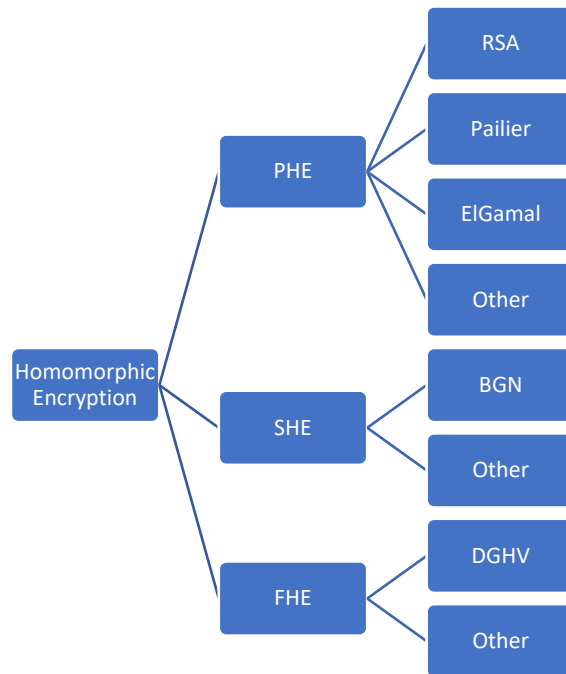 RSA
Pailier
PHE
ElGamal
Other
Homomorphic
Encryption
BGN
SHE
Other
DGHV
FHE
Other